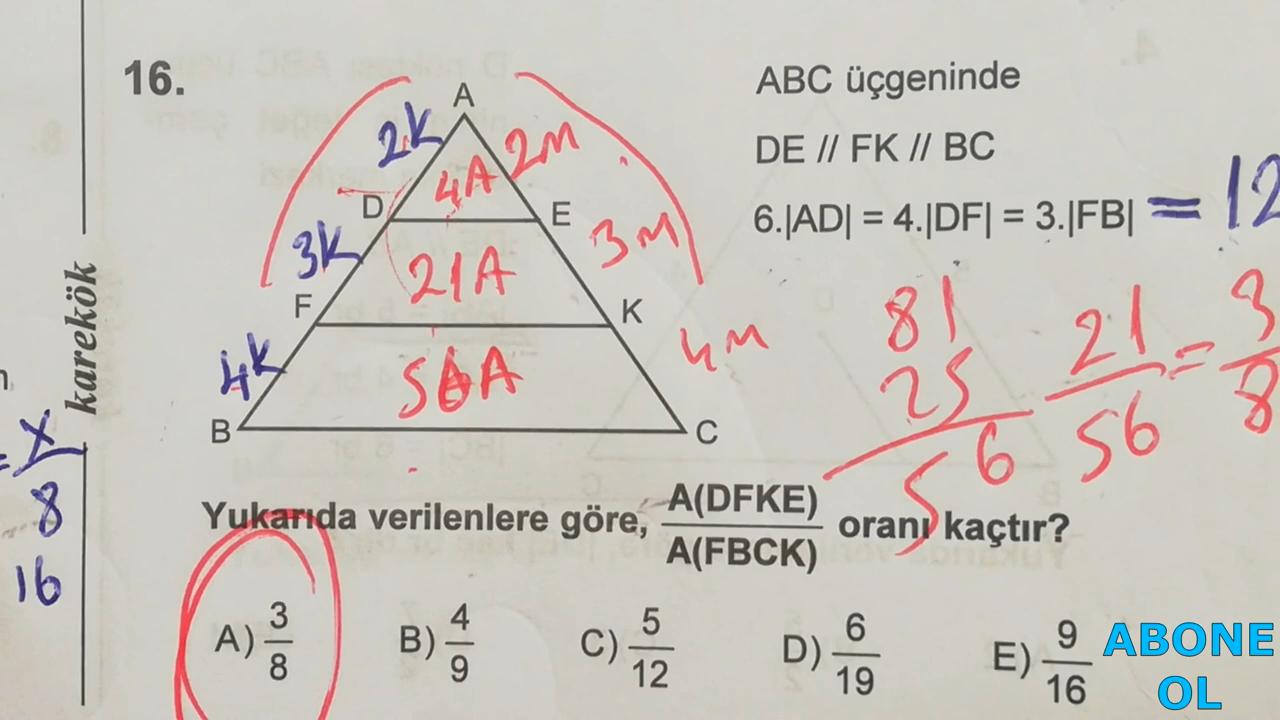 16.
ABC üçgeninde
DE // FK // BC
6.|AD| = 4.|DF| = 3.|FB| = 12
A
2K
2M
4A
D
E
3K
3M
21A
F
K
4K
4M
56A
B
C
81
25
56
21/56 = 3/8
karekök
= x/8
16
Yukarıda verilenlere göre, A(DFKE)/A(FBCK) oranı kaçtır?
A) 3/8 B) 4/9 C) 5/12 D) 6/19 E) 9/16
ABONE
OL